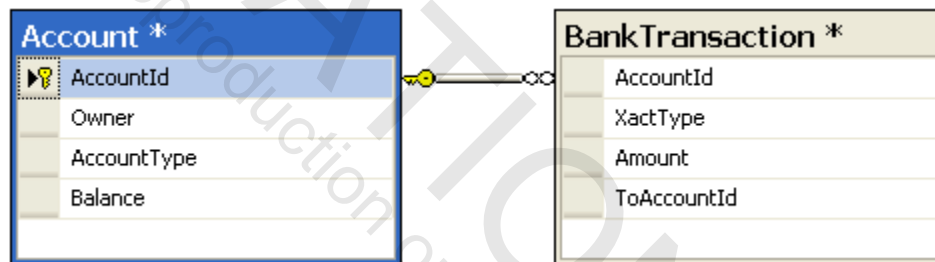 Account *
AccountId
Owner
AccountType
Balance
BankTransaction *
AccountId
XactType
Amount
ToAccountId